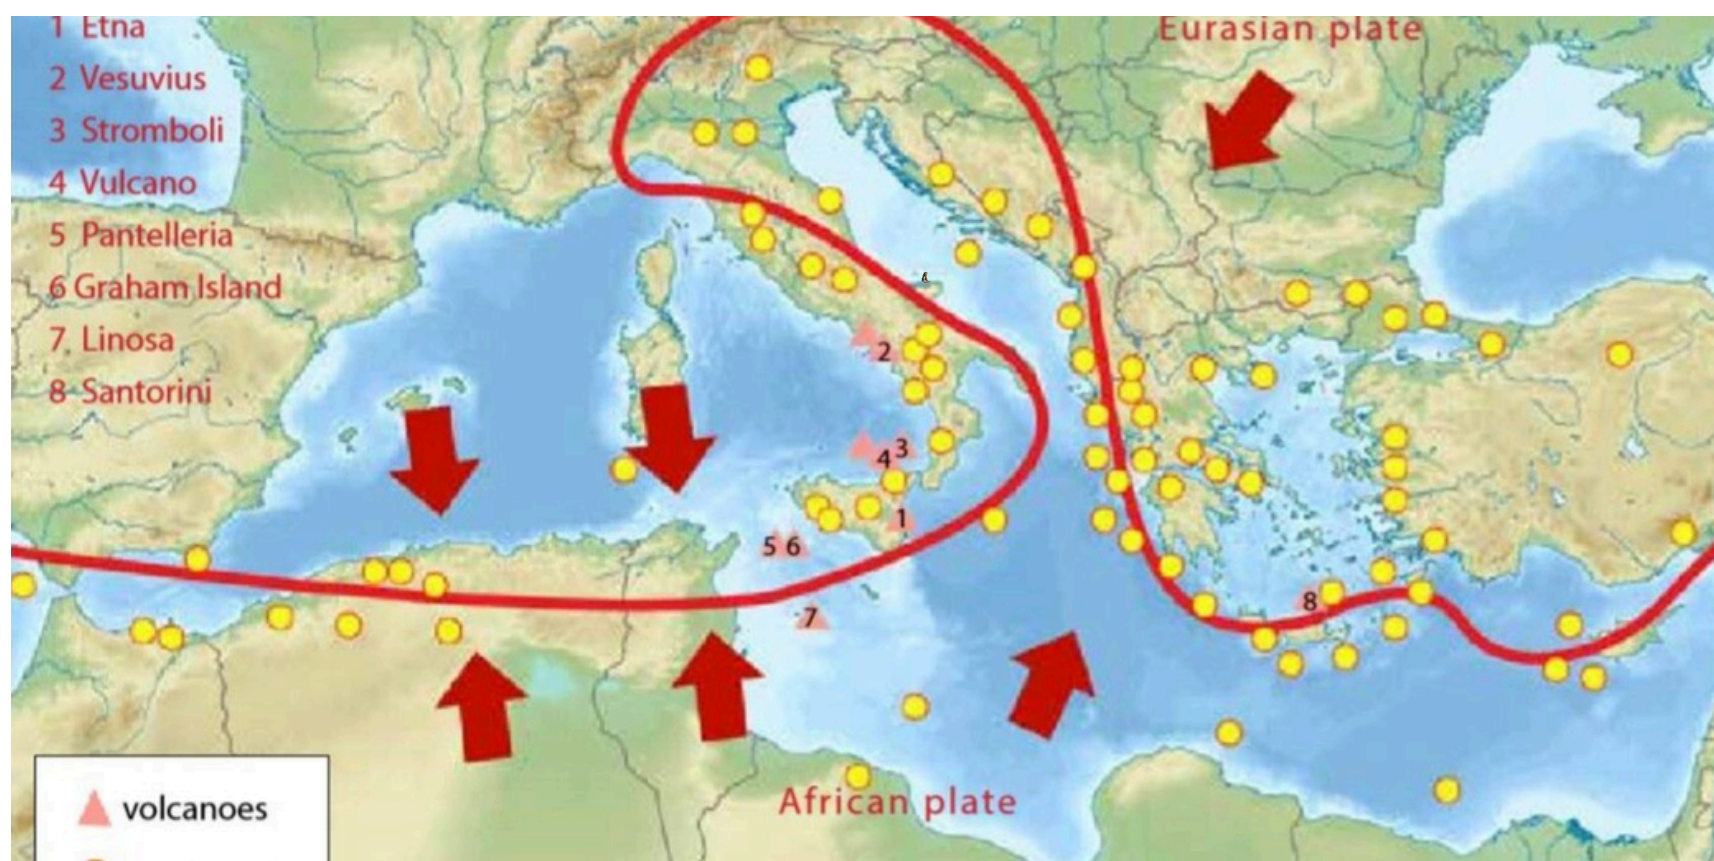 1 Etna
Eurasian plate
2 Vesuvius
3 Stromboli
4 Vulcano
5 Pantelleria
6 Graham Island
7 Linosa
8 Santorini
2
3
4
1
5 6
8
7
African plate
volcanoes